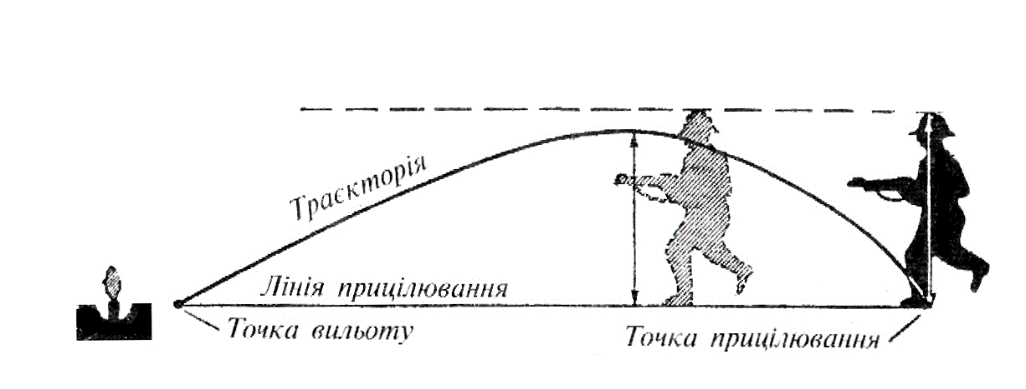 Траєкторія
Лінія прицілювання
Точка вильоту
Точка прицілювання